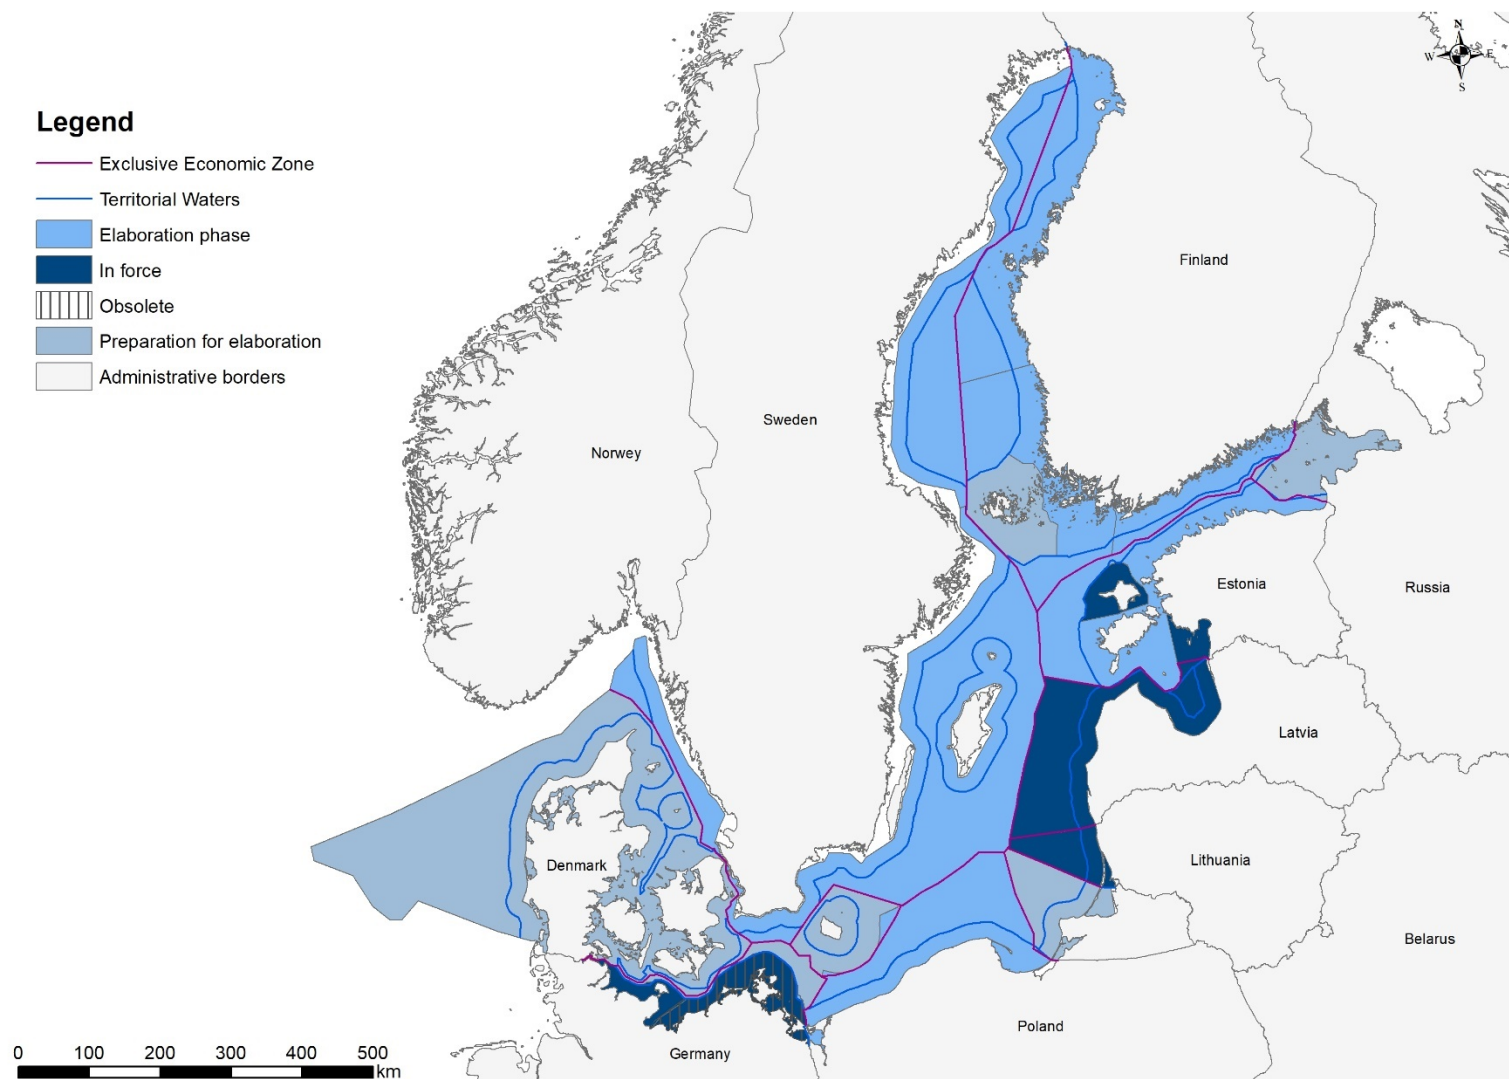 N
W E
S
Legend
Exclusive Economic Zone
Territorial Waters
Elaboration phase
In force
Obsolete
Preparation for elaboration
Administrative borders
Finland
Sweden
Norwey
Estonia
Russia
Latvia
Lithuania
Denmark
Belarus
Poland
Germany
0 100 200 300 400 500
km